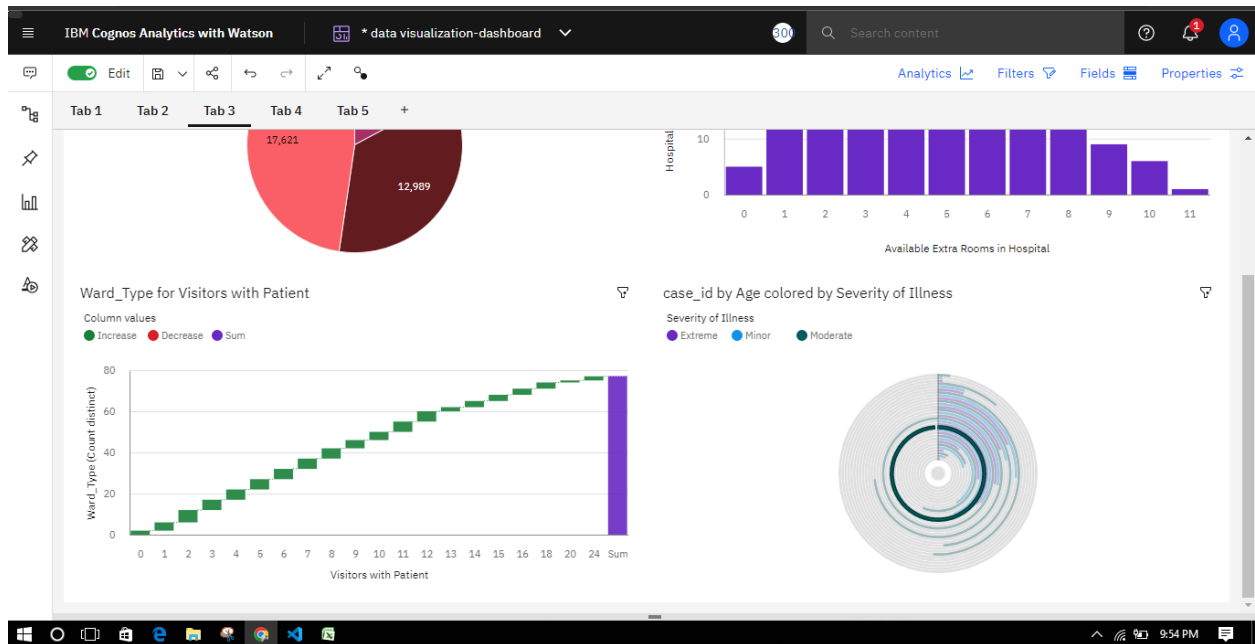 IBM Cognos Analytics with Watson
* data visualization-dashboard
300
Search content
1
Edit
Analytics
Filters
Fields
Properties
Tab 1 Tab 2 Tab 3 Tab 4 Tab 5 +
17,621
12,989
Hospital
10
0
0 1 2 3 4 5 6 7 8 9 10 11
Available Extra Rooms in Hospital
Ward_Type for Visitors with Patient
Column values
Increase Decrease Sum
80
60
40
20
0
Ward_Type (Count distinct)
0 1 2 3 4 5 6 7 8 9 10 11 12 13 14 15 16 18 20 24 Sum
Visitors with Patient
case_id by Age colored by Severity of Illness
Severity of Illness
Extreme Minor Moderate
9:54 PM